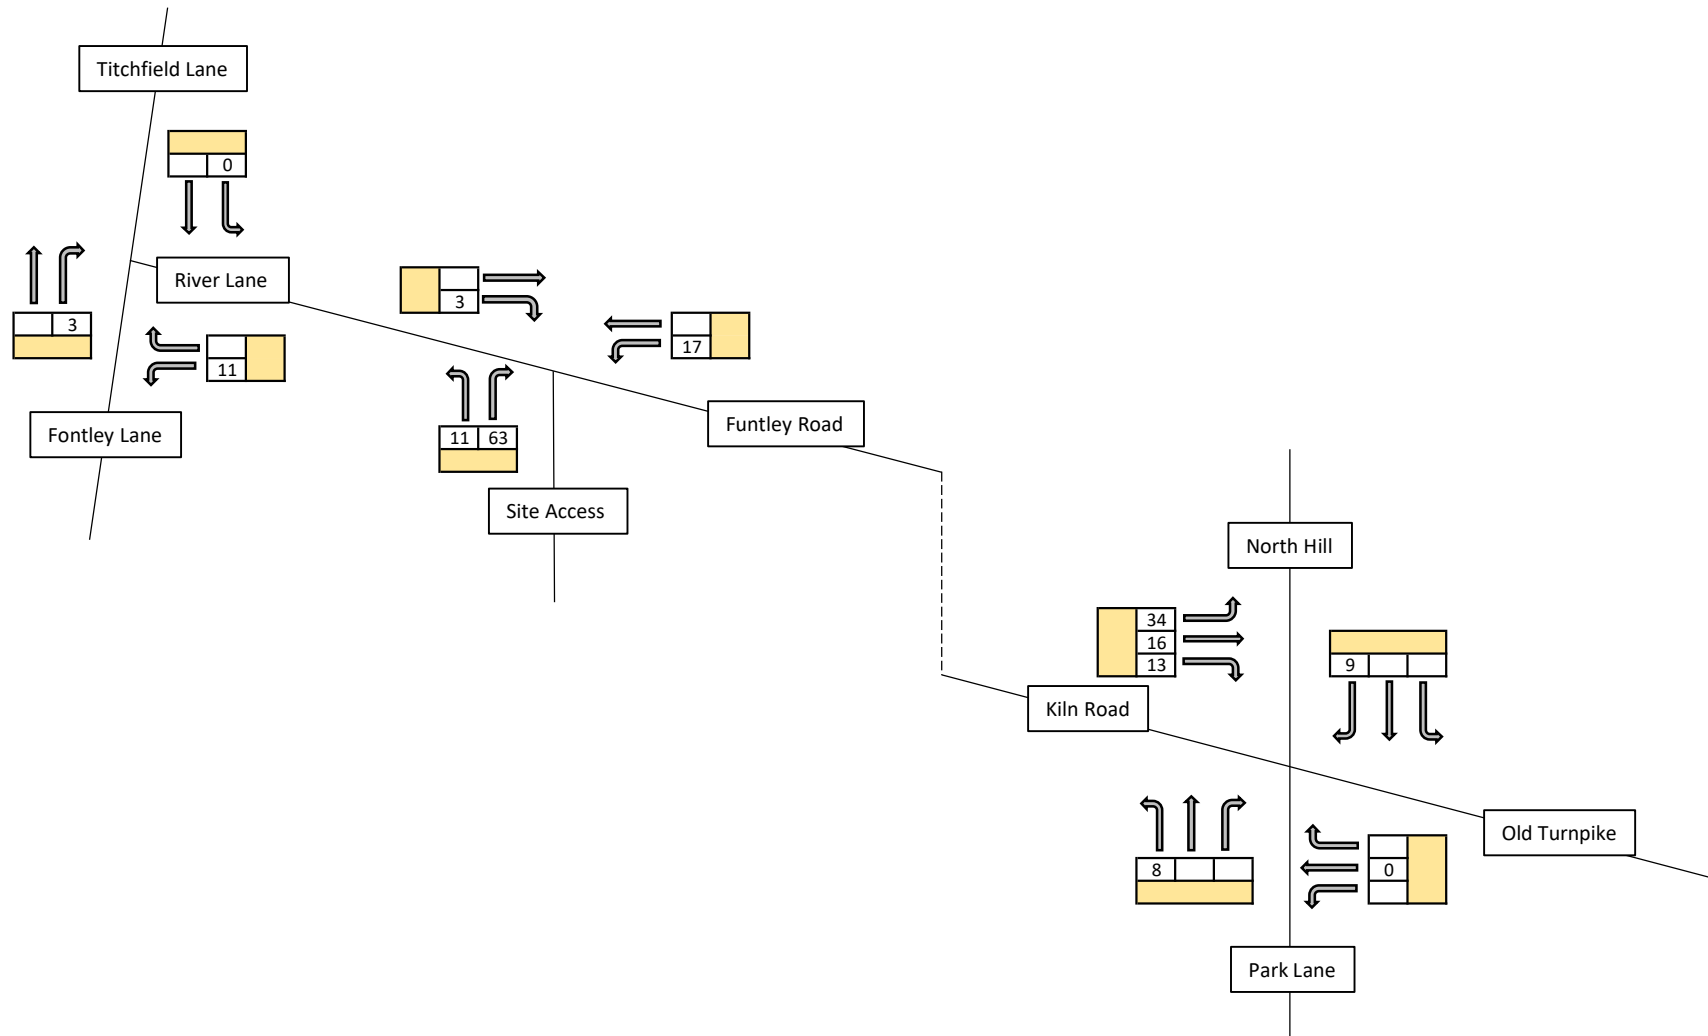 Titchfield Lane
0
River Lane
3
3
17
11
Fontley Lane
Funtley Road
11 63
Site Access
North Hill
34
16
13
9
Kiln Road
Old Turnpike
8
0
Park Lane